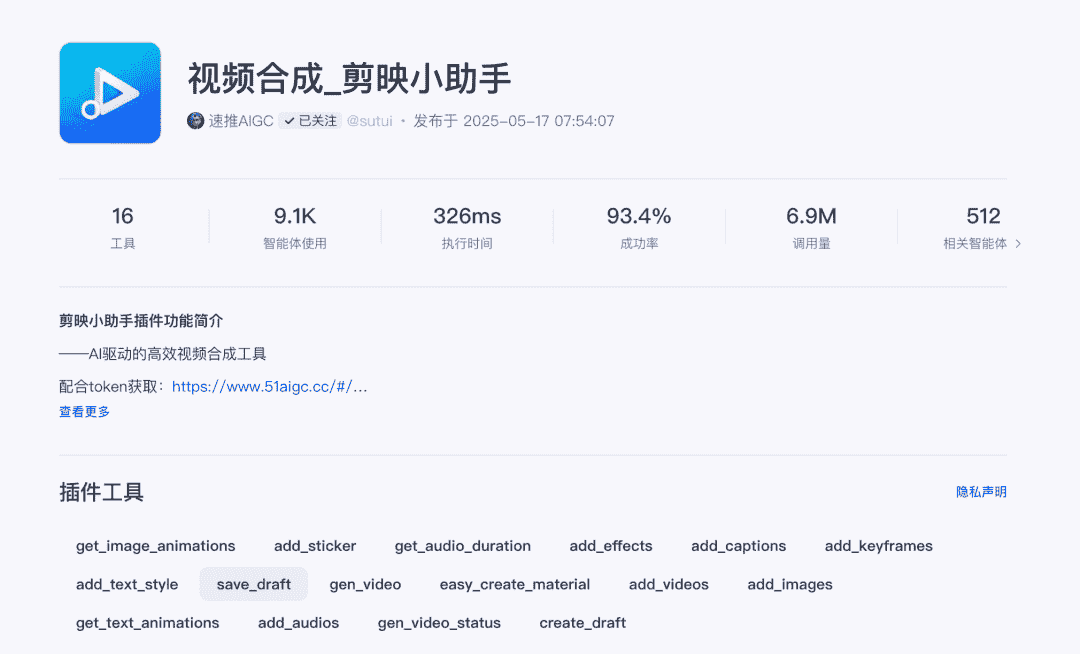 视频合成_剪映小助手
速推AIGC 已关注 @sutui • 发布于 2025-05-17 07:54:07
16 9.1K 326ms 93.4% 6.9M 512
工具 智能体使用 执行时间 成功率 调用量 相关智能体
剪映小助手插件功能简介
——AI驱动的高效视频合成工具
配合token获取：https://www.51aigc.cc/#/...
查看更多
插件工具 隐私声明
get_image_animations add_sticker get_audio_duration add_effects add_captions add_keyframes
add_text_style save_draft gen_video easy_create_material add_videos add_images
get_text_animations add_audios gen_video_status create_draft